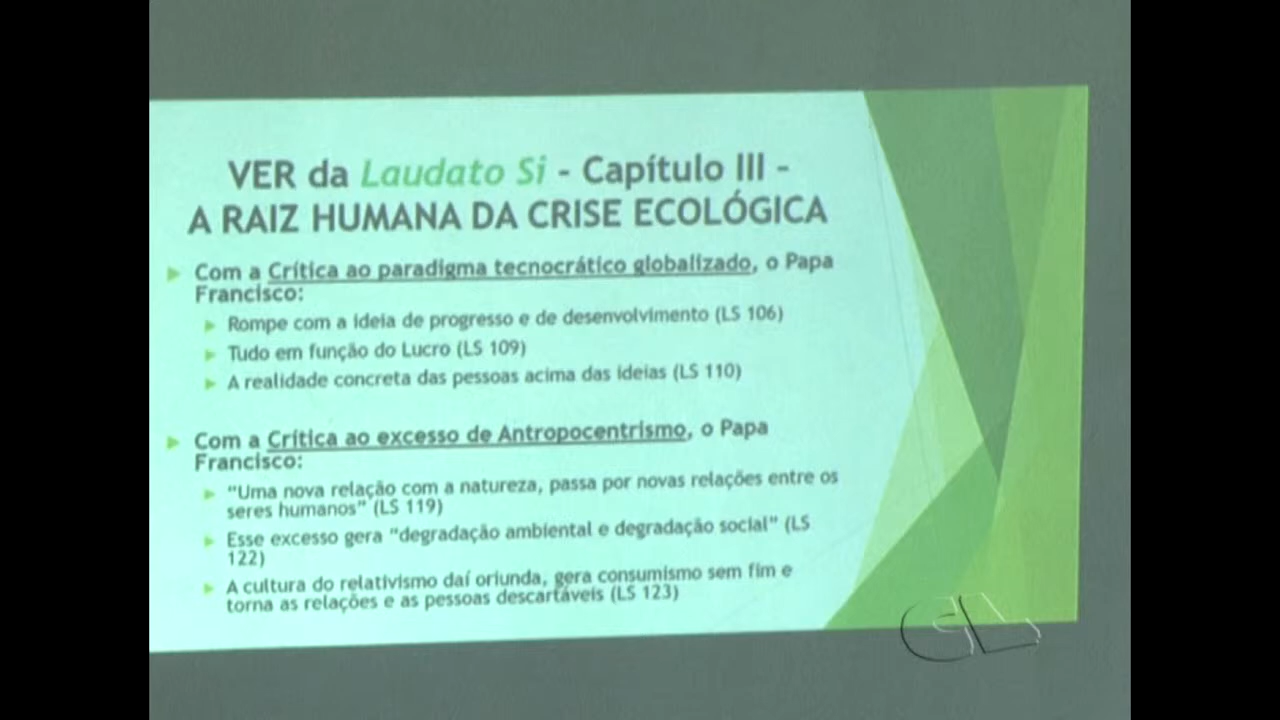 VER da Laudato Si - Capítulo III -
A RAIZ HUMANA DA CRISE ECOLÓGICA
Com a Crítica ao paradigma tecnocrático globalizado, o Papa
Francisco:
Rompe com a ideia de progresso e de desenvolvimento (LS 106)
Tudo em função do Lucro (LS 109)
A realidade concreta das pessoas acima das ideias (LS 110)
Com a Crítica ao excesso de Antropocentrismo, o Papa
Francisco:
"Uma nova relação com a natureza, passa por novas relações entre os
seres humanos" (LS 119)
Esse excesso gera "degradação ambiental e degradação social" (LS
122)
A cultura do relativismo daí oriunda, gera consumismo sem fim e
torna as relações e as pessoas descartáveis (LS 123)